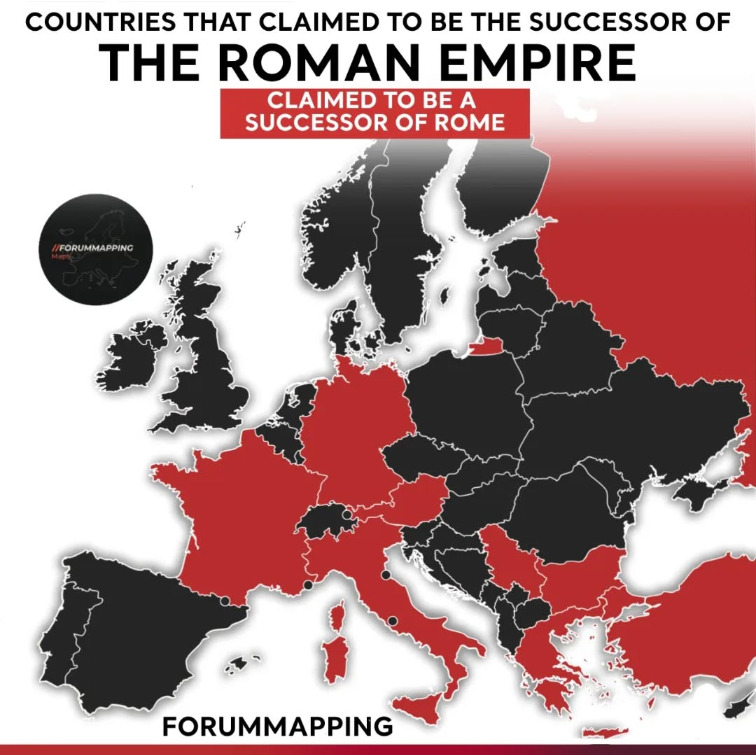 COUNTRIES THAT CLAIMED TO BE THE SUCCESSOR OF
THE ROMAN EMPIRE
CLAIMED TO BE A
SUCCESSOR OF ROME
//FORUMMAPPING
Maps
FORUMMAPPING